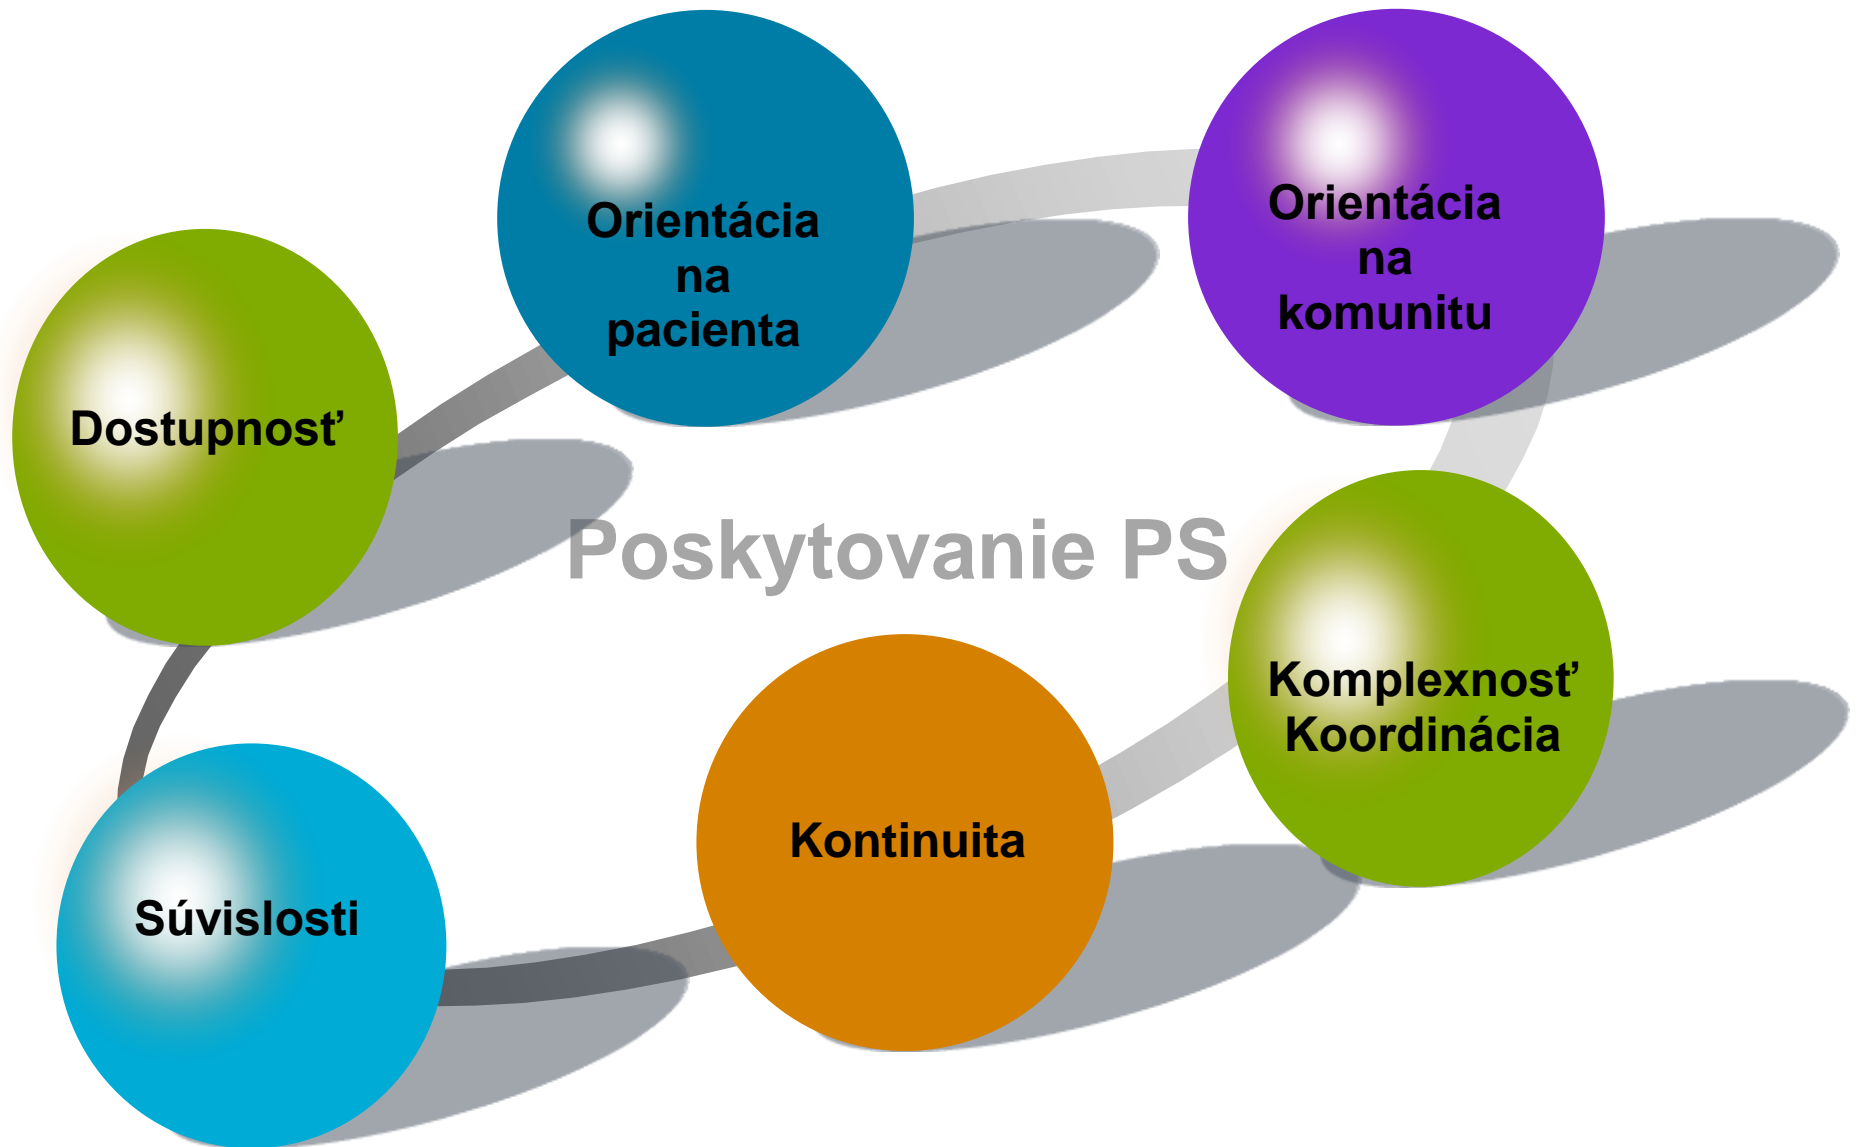 Orientácia
na
pacienta
Orientácia
na
komunitu
Dostupnosť
Poskytovanie PS
Komplexnosť
Koordinácia
Kontinuita
Súvislosti